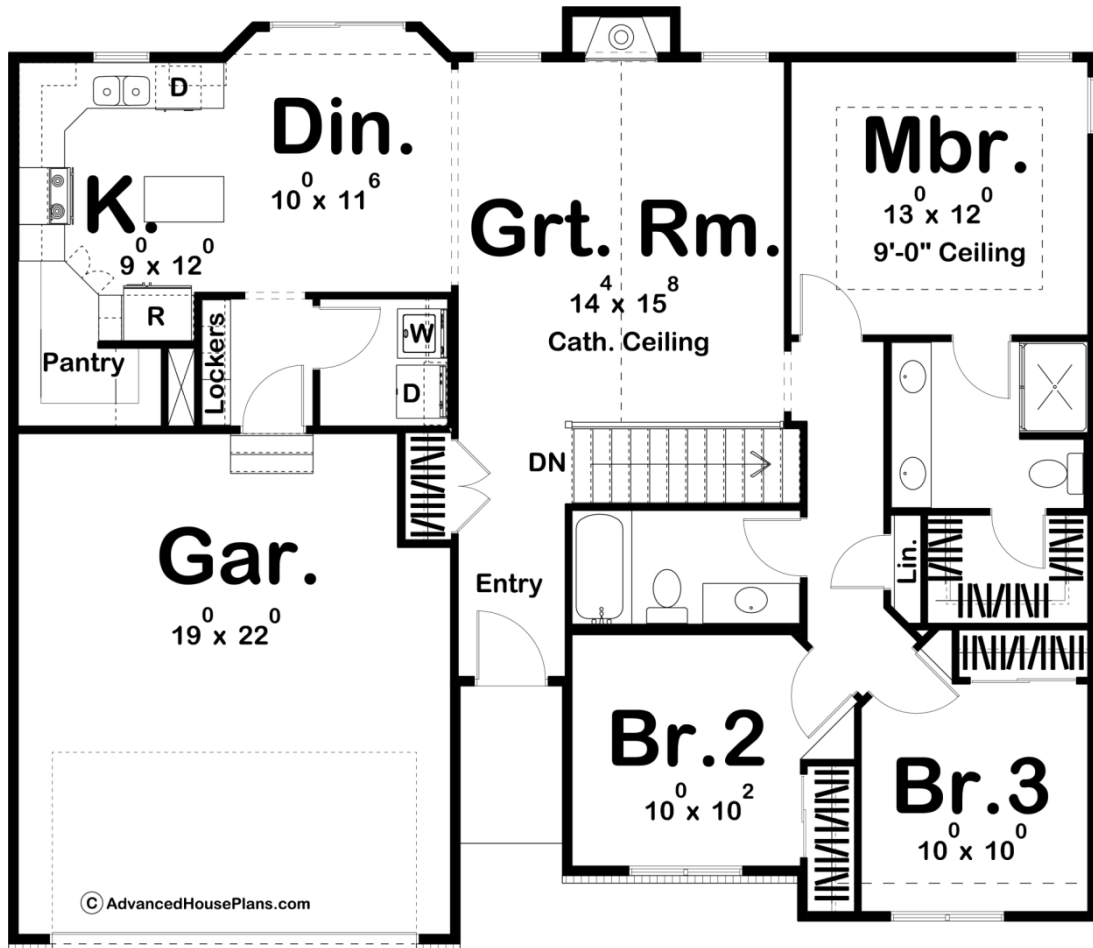 D
Din.
10⁰ x 11⁶
K.
9⁰ x 12⁰
R
Pantry
Lockers
W
D
Grt. Rm.
14⁴ x 15⁸
Cath. Ceiling
Mbr.
13⁰ x 12⁰
9'-0" Ceiling
DN
Entry
Lin.
Gar.
19⁰ x 22⁰
Br.2
10⁰ x 10²
Br.3
10⁰ x 10⁰
© AdvancedHousePlans.com